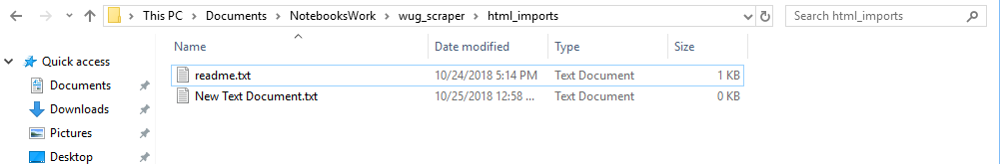 This PC > Documents > NotebooksWork > wug_scraper > html_imports
Search html_imports
Name Date modified Type Size
Quick access
readme.txt 10/24/2018 5:14 PM Text Document 1 KB
Documents
New Text Document.txt 10/25/2018 12:58 ... Text Document 0 KB
Downloads
Pictures
Desktop